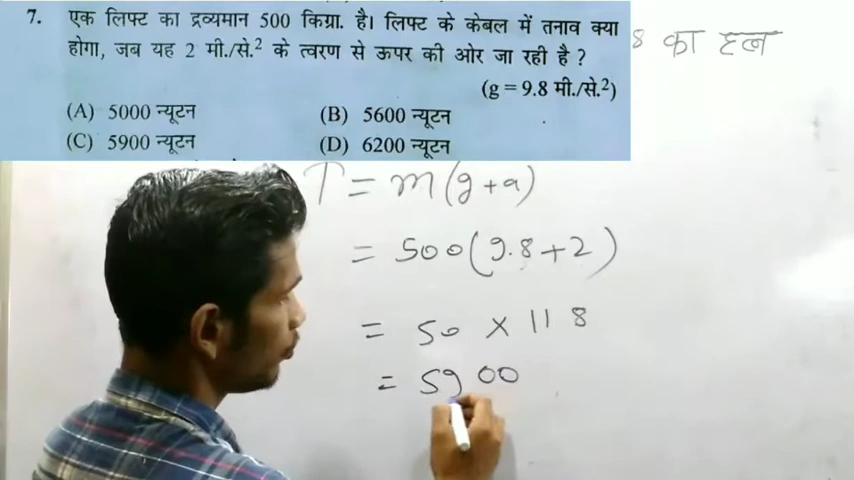 7. एक लिफ्ट का द्रव्यमान 500 किग्रा. है। लिफ्ट के केबल में तनाव क्या
होगा, जब यह 2 मी./से.² के त्वरण से ऊपर की ओर जा रही है ?
(g = 9.8 मी./से.²)
(A) 5000 न्यूटन (B) 5600 न्यूटन
(C) 5900 न्यूटन (D) 6200 न्यूटन
8 का हल
T = m(g+a)
= 500(9.8+2)
= 50 × 118
= 5900